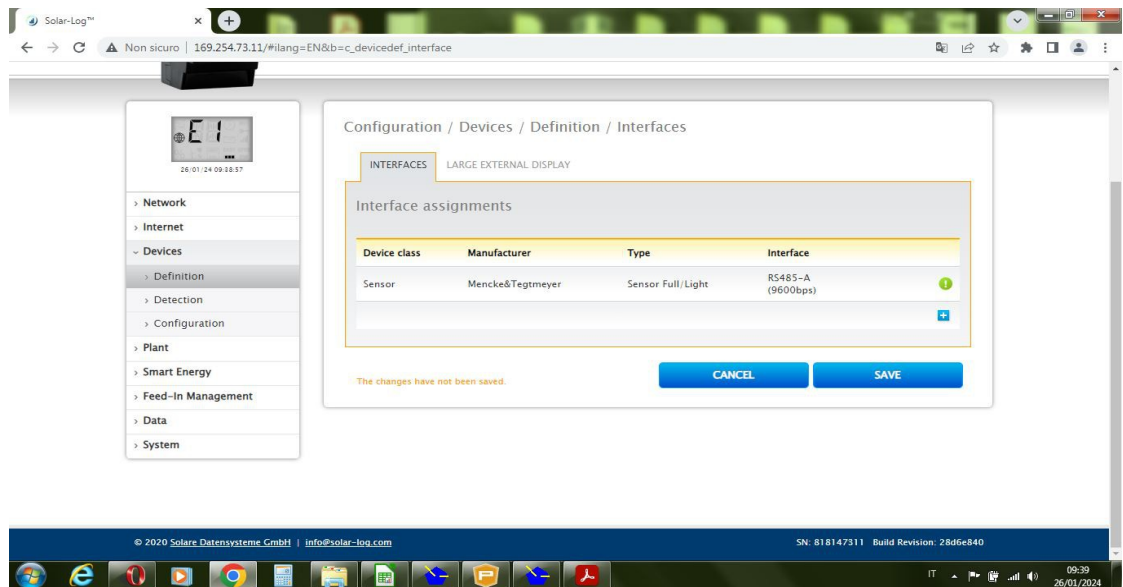 Solar-Log™
Non sicuro | 169.254.73.11/#ilang=EN&b=c_devicedef_interface
E1
26/01/24 09:38:57
Network
Internet
Devices
Definition
Detection
Configuration
Plant
Smart Energy
Feed-In Management
Data
System
Configuration / Devices / Definition / Interfaces
INTERFACES LARGE EXTERNAL DISPLAY
Interface assignments
Device class Manufacturer Type Interface
Sensor Mencke&Tegtmeyer Sensor Full/Light RS485-A
(9600bps)
The changes have not been saved.
CANCEL SAVE
© 2020 Solare Datensysteme GmbH | info@solar-log.com SN: 818147311 Build Revision: 28d6e840
IT 09:39
26/01/2024